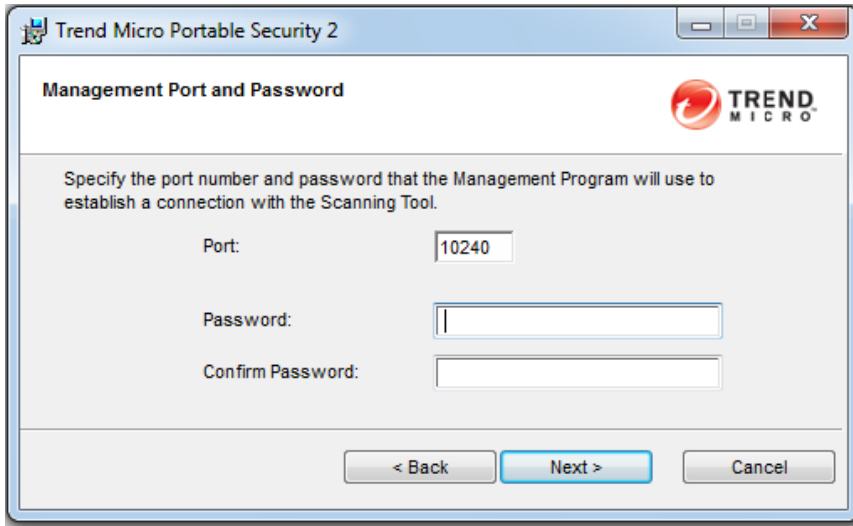 Trend Micro Portable Security 2
Management Port and Password
TREND
MICRO
Specify the port number and password that the Management Program will use to
establish a connection with the Scanning Tool.
Port: 10240
Password:
Confirm Password:
< Back Next > Cancel